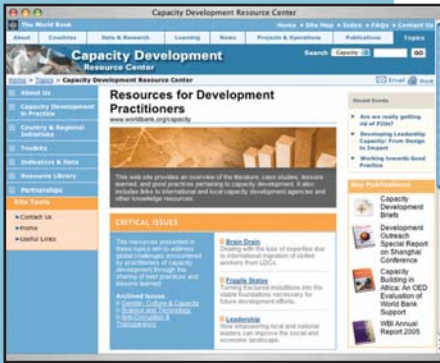 Capacity Development Resource Center
The World Bank
Home • Site Map • Index • FAQs • Contact Us
About
Countries
Data & Research
Learning
News
Projects & Operations
Publications
Topics
Capacity Development
Resource Center
Search
Capacity
GO
Home > Topics > Capacity Development Resource Center
Email
Print
About Us
Capacity Development
in Practice
Country & Regional
Initiatives
Toolkits
Indicators & Data
Resource Library
Partnerships
Site Tools
Contact Us
Home
Useful Links
Resources for Development
Practitioners
www.worldbank.org/capacity
This web site provides an overview of the literature, case studies, lessons
learned, and good practices pertaining to capacity development. It also
includes links to international and local capacity development agencies and
other knowledge resources.
CRITICAL ISSUES
The resources presented in
these topics aim to address
global challenges encountered
by practitioners of capacity
development through the
sharing of best practices and
lessons learned
Archived Issues
> Gender, Culture & Capacity
> Science and Technology
> Anti-Corruption &
Transparency
Brain Drain
Dealing with the loss of expertise due
to international migration of skilled
workers from LDCs.
Fragile States
Turning fractured institutions into the
stable foundations necessary for
future development efforts.
Leadership
How empowering local and national
leaders can improve the social and
economic landscape.
Recent Events
Are we really getting
rid of PIUs?
Developing Leadership
Capacity: From Design
to Impact
Working towards Good
Practice
Key Publications
Capacity
Development
Briefs
Development
Outreach
Special Report
on Shanghai
Conference
Capacity
Building in
Africa: An OED
Evaluation of
World Bank
Support
WBI Annual
Report 2005